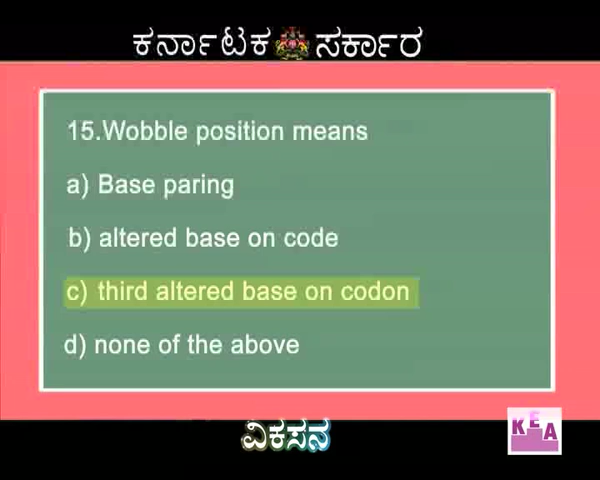 ಕರ್ನಾಟಕ ಸರ್ಕಾರ
15.Wobble position means
a) Base paring
b) altered base on code
c) third altered base on codon
d) none of the above
ವಿಕಸನ
KEA